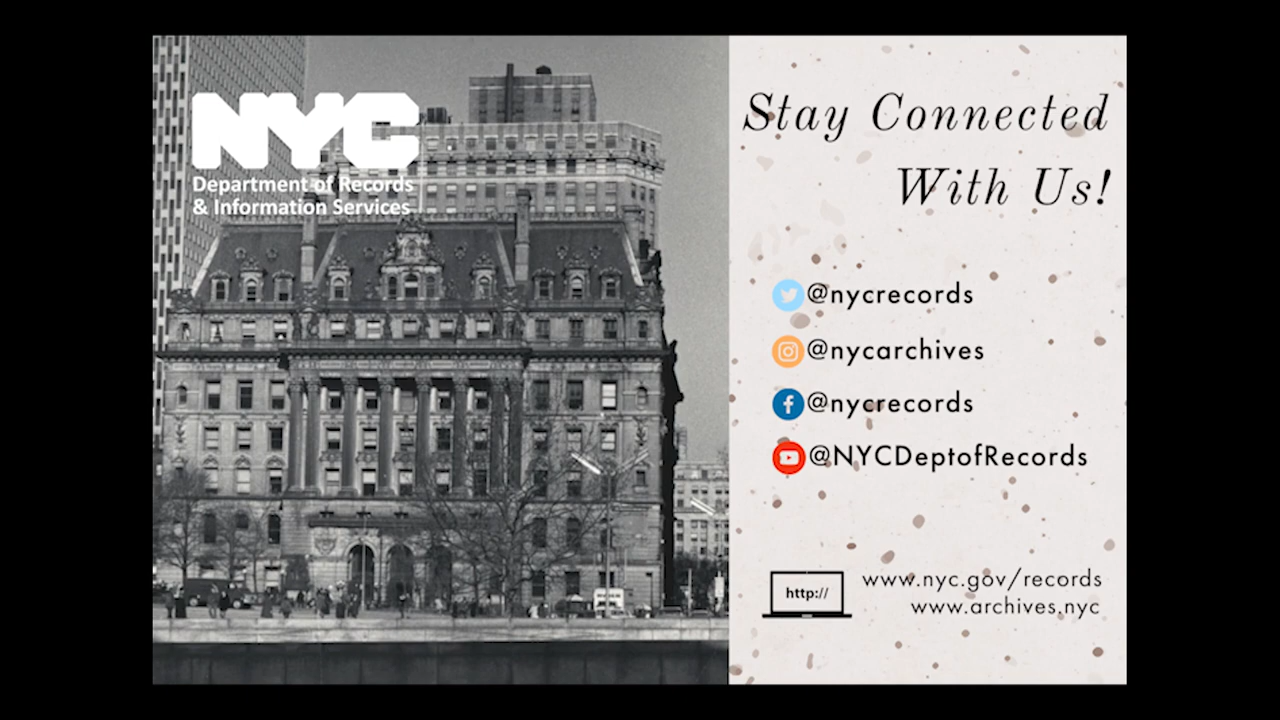 NYC
Department of Records
& Information Services
Stay Connected
With Us!
@nycrecords
@nycarchives
@nycrecords
@NYCDeptofRecords
http://
www.nyc.gov/records
www.archives.nyc